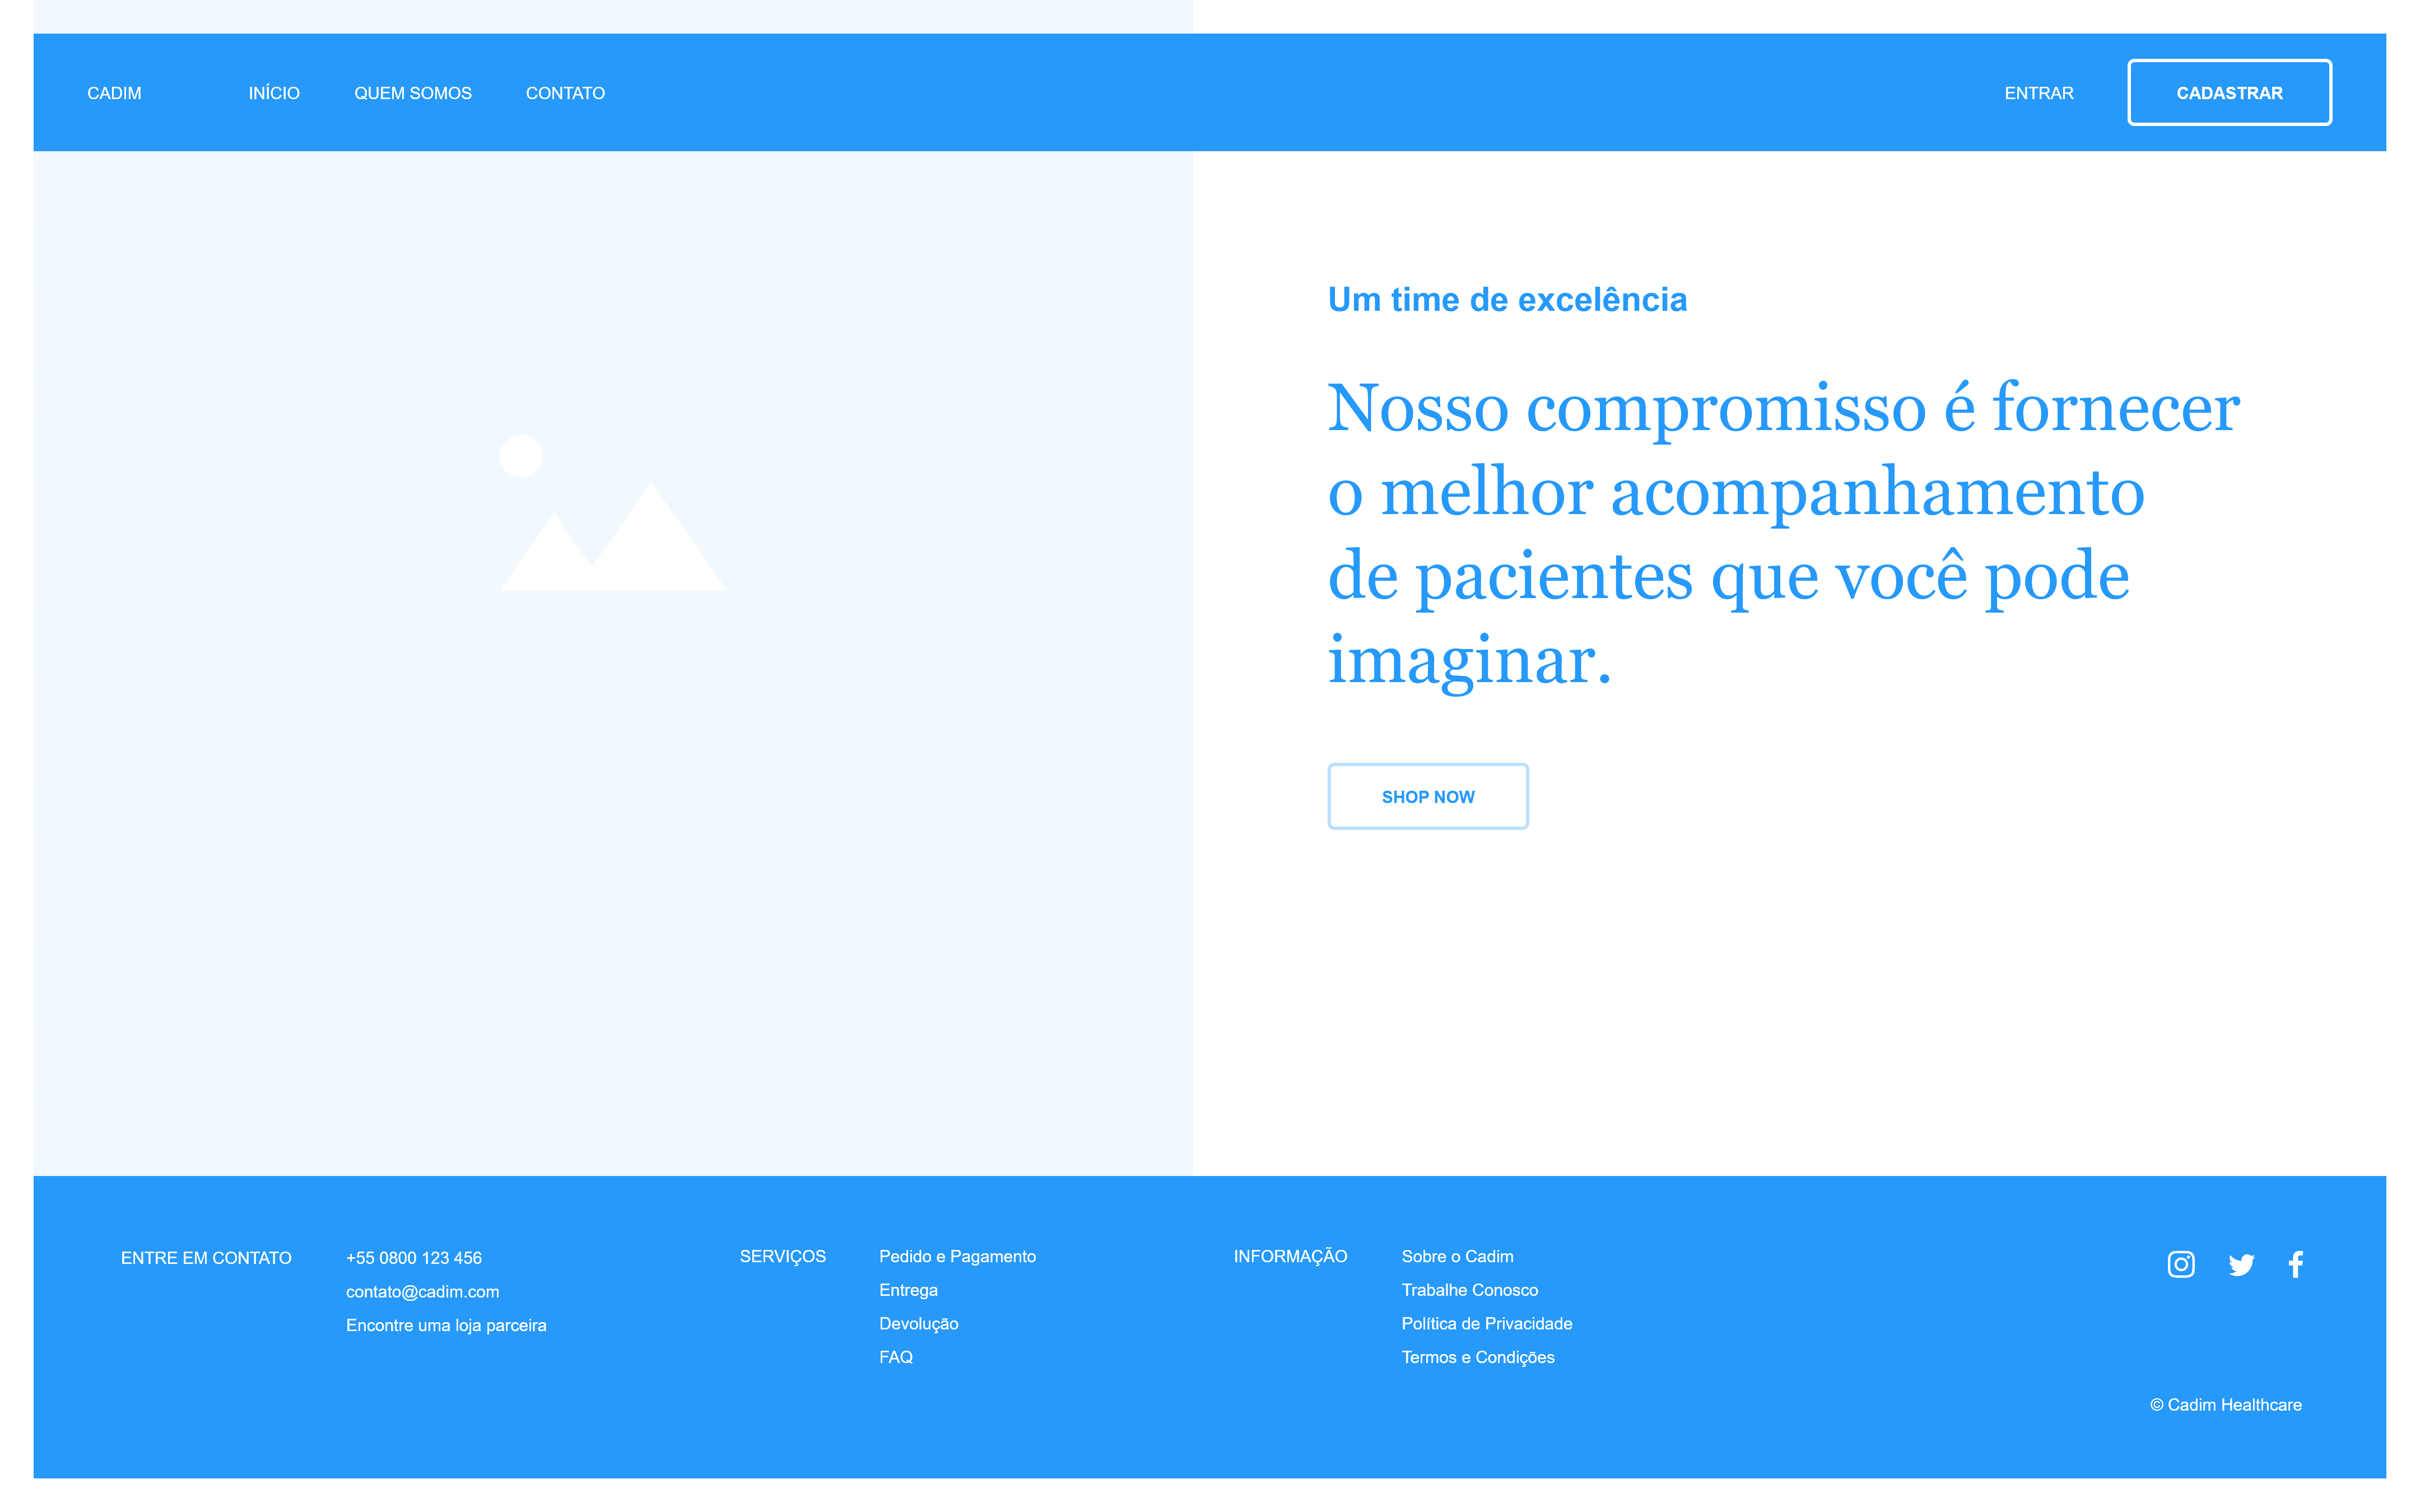 CADIM
INÍCIO
QUEM SOMOS
CONTATO
ENTRAR
CADASTRAR
Um time de excelência
Nosso compromisso é fornecer
o melhor acompanhamento
de pacientes que você pode
imaginar.
SHOP NOW
ENTRE EM CONTATO
+55 0800 123 456
contato@cadim.com
Encontre uma loja parceira
SERVIÇOS
Pedido e Pagamento
Entrega
Devolução
FAQ
INFORMAÇÃO
Sobre o Cadim
Trabalhe Conosco
Política de Privacidade
Termos e Condições
© Cadim Healthcare